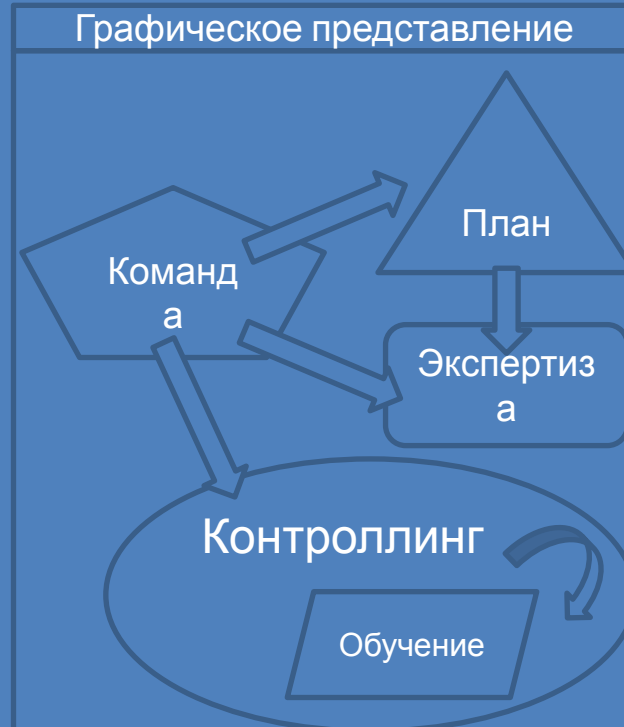 Графическое представление
План
Команд
а
Экспертиз
а
Контроллинг
Обучение